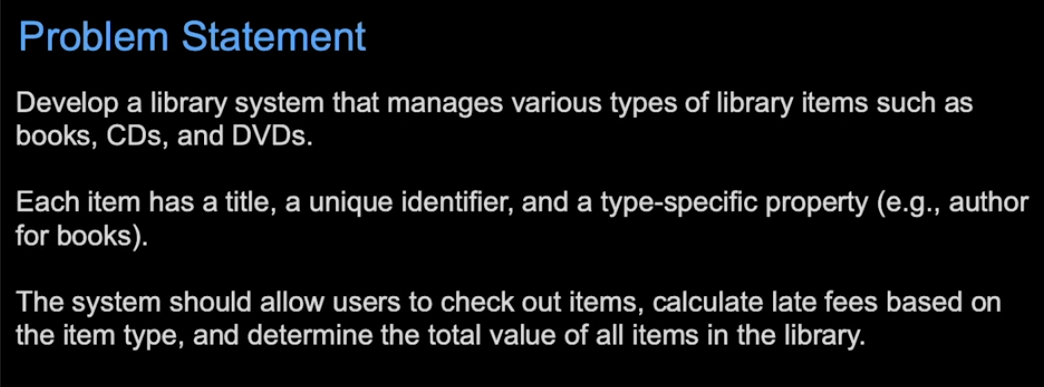 Problem Statement
Develop a library system that manages various types of library items such as
books, CDs, and DVDs.
Each item has a title, a unique identifier, and a type-specific property (e.g., author
for books).
The system should allow users to check out items, calculate late fees based on
the item type, and determine the total value of all items in the library.